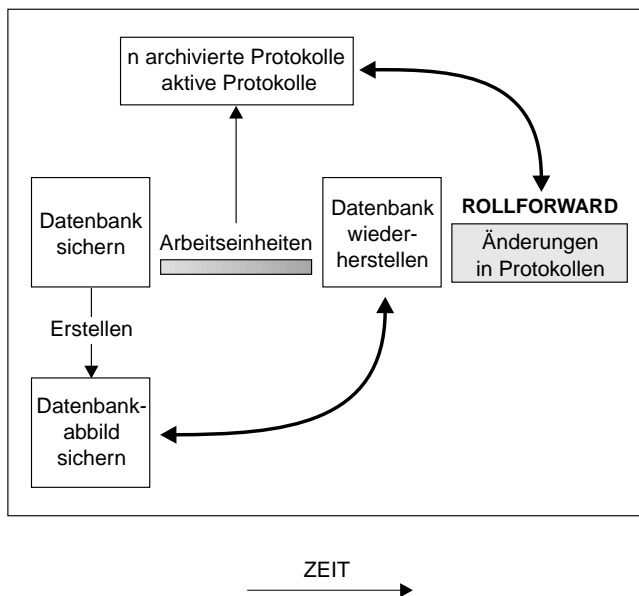 n archivierte Protokolle
aktive Protokolle
Datenbank
sichern
Arbeitseinheiten
Datenbank
wieder-
herstellen
ROLLFORWARD
Änderungen
in Protokollen
Erstellen
Datenbank-
abbild
sichern
ZEIT